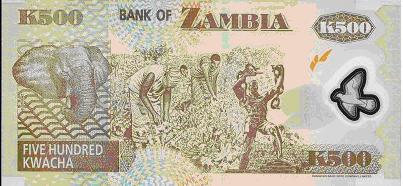 K500
BANK OF ZAMBIA
K500
FIVE HUNDRED
KWACHA
K500